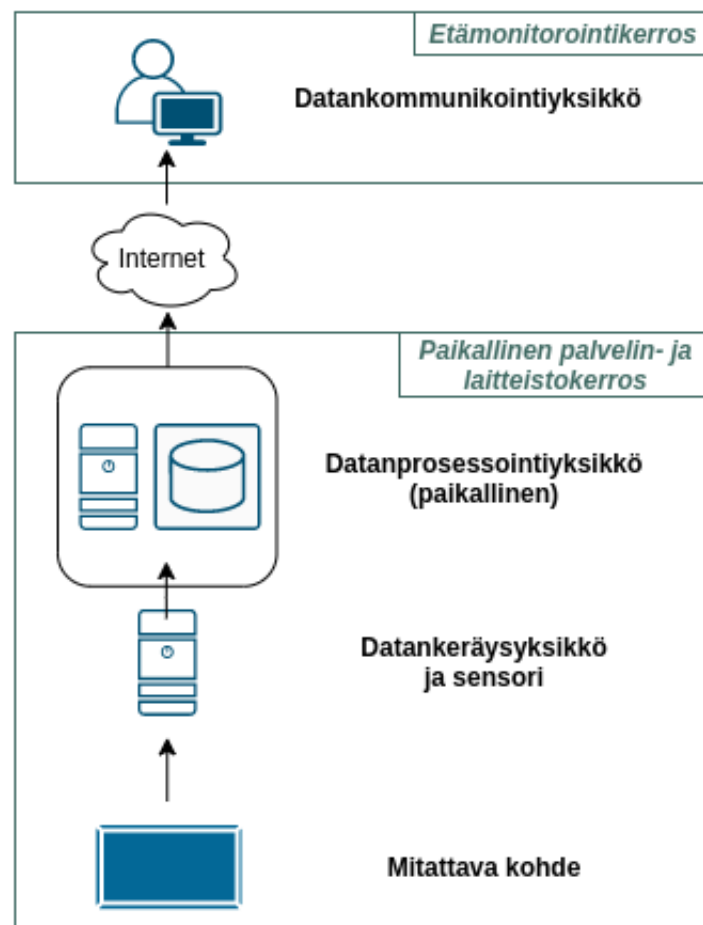 Etämonitorointikerros
Datankommunikointiyksikkö
Internet
Paikallinen palvelin- ja
laitteistokerros
Datanprosessointiyksikkö
(paikallinen)
Datankeräysyksikkö
ja sensori
Mitattava kohde